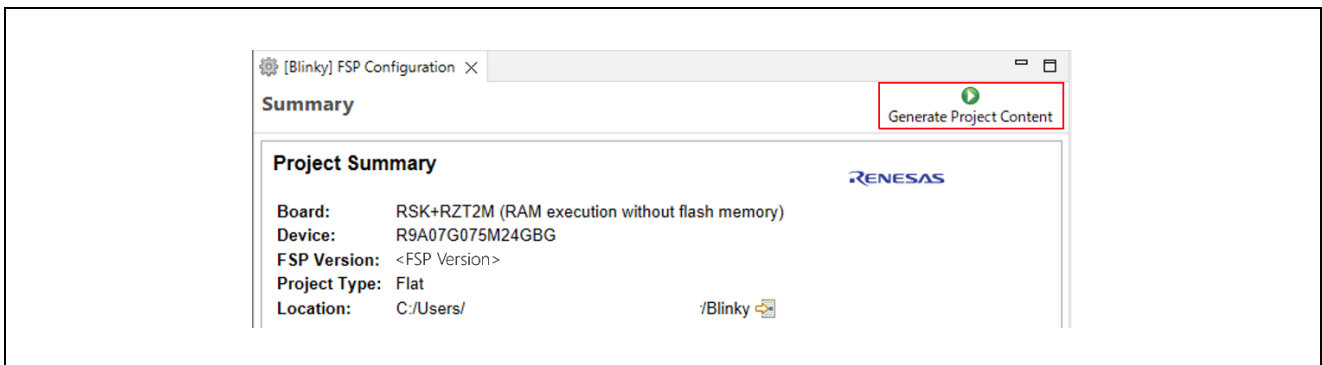 [Blinky] FSP Configuration
Summary
Generate Project Content
Project Summary
RENESAS
Board: RSK+RZT2M (RAM execution without flash memory)
Device: R9A07G075M24GBG
FSP Version: <FSP Version>
Project Type: Flat
Location: C:/Users/ /Blinky